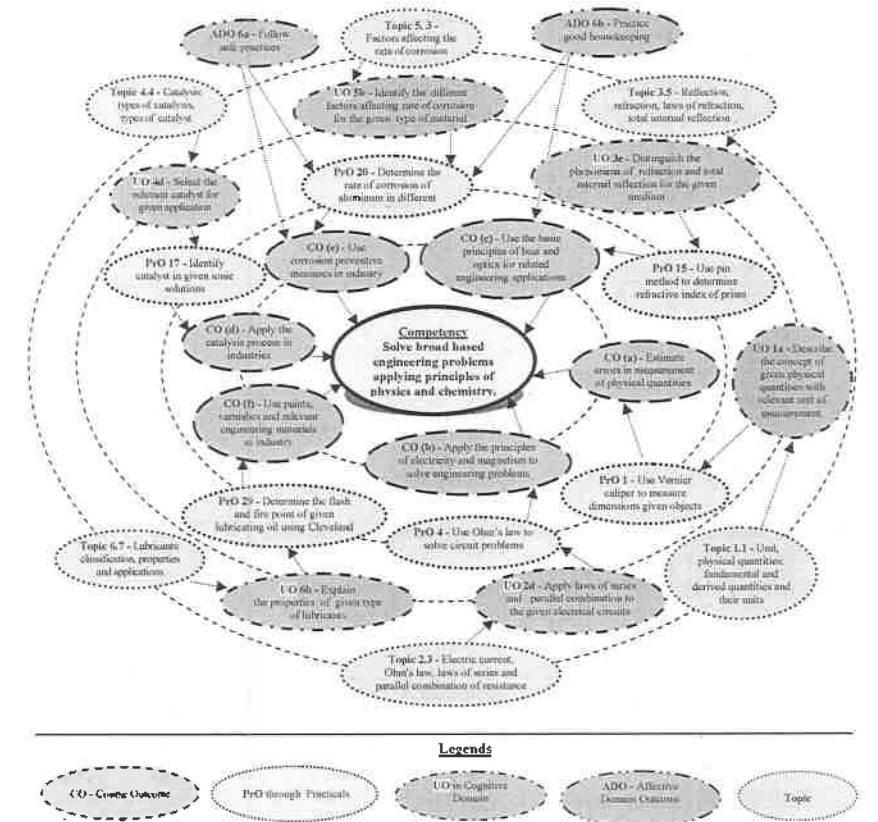 ADO 6a - Follow
safe practices
Topic 5, 3 -
Factors affecting the
rate of corrosion
ADO 6b - Practice
good housekeeping
Topic 4.4 - Catalysis,
types of catalysis,
types of catalyst
UO 5b - Identify the different
factors affecting rate of corrosion
for the given type of material
Topic 3.5 - Reflection,
refraction, laws of refraction,
total internal reflection
UO 4d - Select the
relevant catalyst for
given application
PrO 20 - Determine the
rate of corrosion of
aluminum in different
UO 3e - Distinguish the
phenomena of refraction and total
internal reflection for the given
medium
PrO 17 - Identify
catalyst in given ionic
solutions
CO (e) - Use
corrosion preventive
measures in industry
CO (c) - Use the basic
principles of heat and
optics for related
engineering applications
PrO 15 - Use pin
method to determine
refractive index of prism
CO (d) - Apply the
catalysis process in
industries
Competency
Solve broad based
engineering problems
applying principles of
physics and chemistry.
CO (a) - Estimate
errors in measurement
of physical quantities
UO 1a - Describe
the concept of
given physical
quantities with
relevant unit of
measurement
CO (f) - Use paints,
varnishes and relevant
engineering materials
in industry
CO (b) - Apply the principles
of electricity and magnetism to
solve engineering problems
PrO 1 - Use Vernier
caliper to measure
dimensions given objects
PrO 29 - Determine the flash
and fire point of given
lubricating oil using Cleveland
PrO 4 - Use Ohm's law to
solve circuit problems
Topic 6.7 - Lubricants
classification, properties
and applications
Topic 1.1 - Unit,
physical quantities:
fundamental and
derived quantities and
their units
UO 6h - Explain
the properties of given type
of lubricants
UO 2d - Apply laws of series
and parallel combination to
the given electrical circuits
Topic 2.3 - Electric current,
Ohm's law, laws of series and
parallel combination of resistance
Legends
CO - Course Outcome
PrO through Practicals
UO in Cognitive
Domain
ADO - Affective
Domain Outcome
Topic